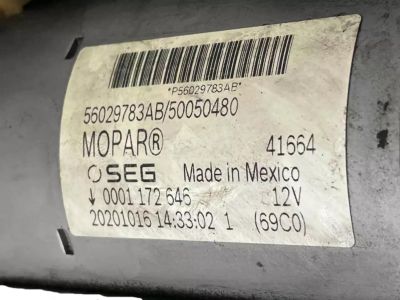 *P56029783AB*
56029783AB/50050480
MOPAR® 41664
SEG Made in Mexico
↓ 0001 172 646 12V
20201016 14:33:02 1 (69C0)